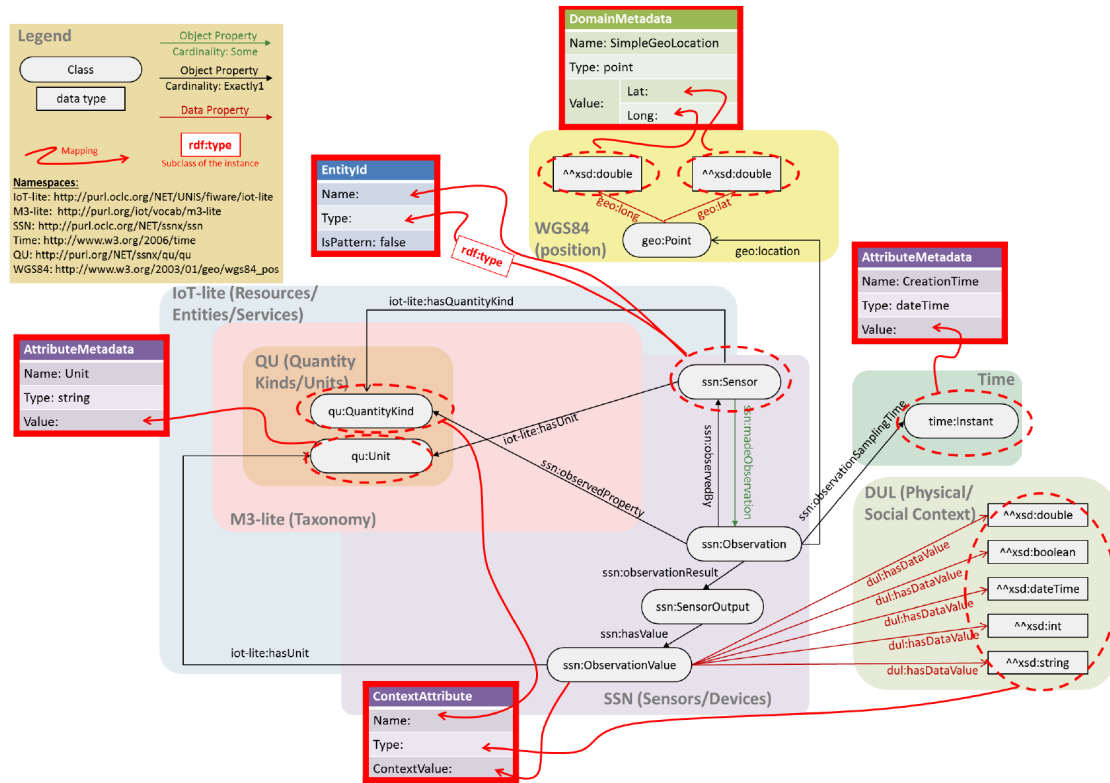 Legend
Object Property
Cardinality: Some
Class
Object Property
Cardinality: Exactly1
data type
Data Property
Mapping
rdf:type
Subclass of the instance
Namespaces:
IoT-lite: http://purl.oclc.org/NET/UNIS/fiware/iot-lite
M3-lite: http://purl.org/iot/vocab/m3-lite
SSN: http://purl.oclc.org/NET/ssnx/ssn
Time: http://www.w3.org/2006/time
QU: http://purl.org/NET/ssnx/qu/qu
WGS84: http://www.w3.org/2003/01/geo/wgs84_pos
DomainMetadata
Name: SimpleGeoLocation
Type: point
Value:
Lat:
Long:
EntityId
Name:
Type:
IsPattern: false
rdf:type
^^xsd:double
^^xsd:double
geo:long
geo:lat
WGS84
(position)
geo:Point
geo:location
AttributeMetadata
Name: CreationTime
Type: dateTime
Value:
IoT-lite (Resources/
Entities/Services)
iot-lite:hasQuantityKind
AttributeMetadata
Name: Unit
Type: string
Value:
QU (Quantity
Kinds/Units)
qu:QuantityKind
qu:Unit
M3-lite (Taxonomy)
ssn:Sensor
iot-lite:hasUnit
ssn:observedProperty
ssn:observedBy
ssn:madeObservation
ssn:observationSamplingTime
Time
time:Instant
ssn:Observation
ssn:observationResult
ssn:SensorOutput
ssn:hasValue
iot-lite:hasUnit
ssn:ObservationValue
SSN (Sensors/Devices)
DUL (Physical/
Social Context)
^^xsd:double
^^xsd:boolean
^^xsd:dateTime
^^xsd:int
^^xsd:string
dul:hasDataValue
dul:hasDataValue
dul:hasDataValue
dul:hasDataValue
dul:hasDataValue
ContextAttribute
Name:
Type:
ContextValue: